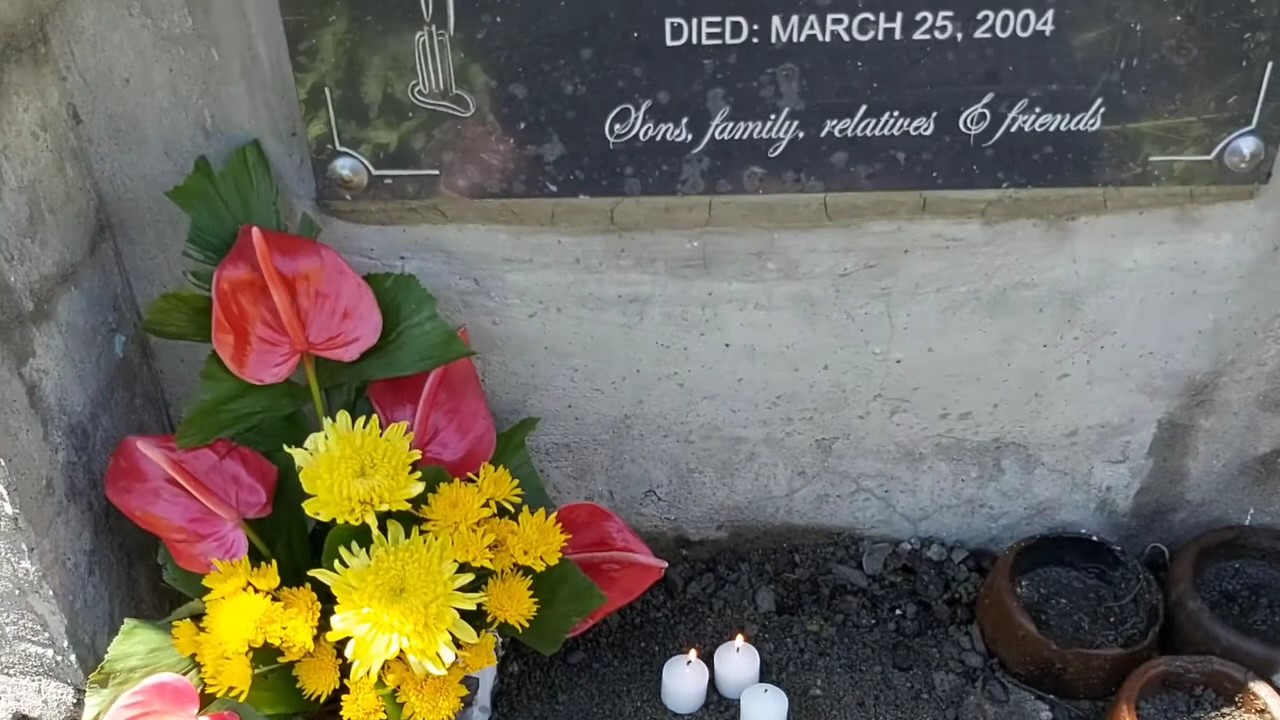 DIED: MARCH 25, 2004
Sons, family, relatives & friends